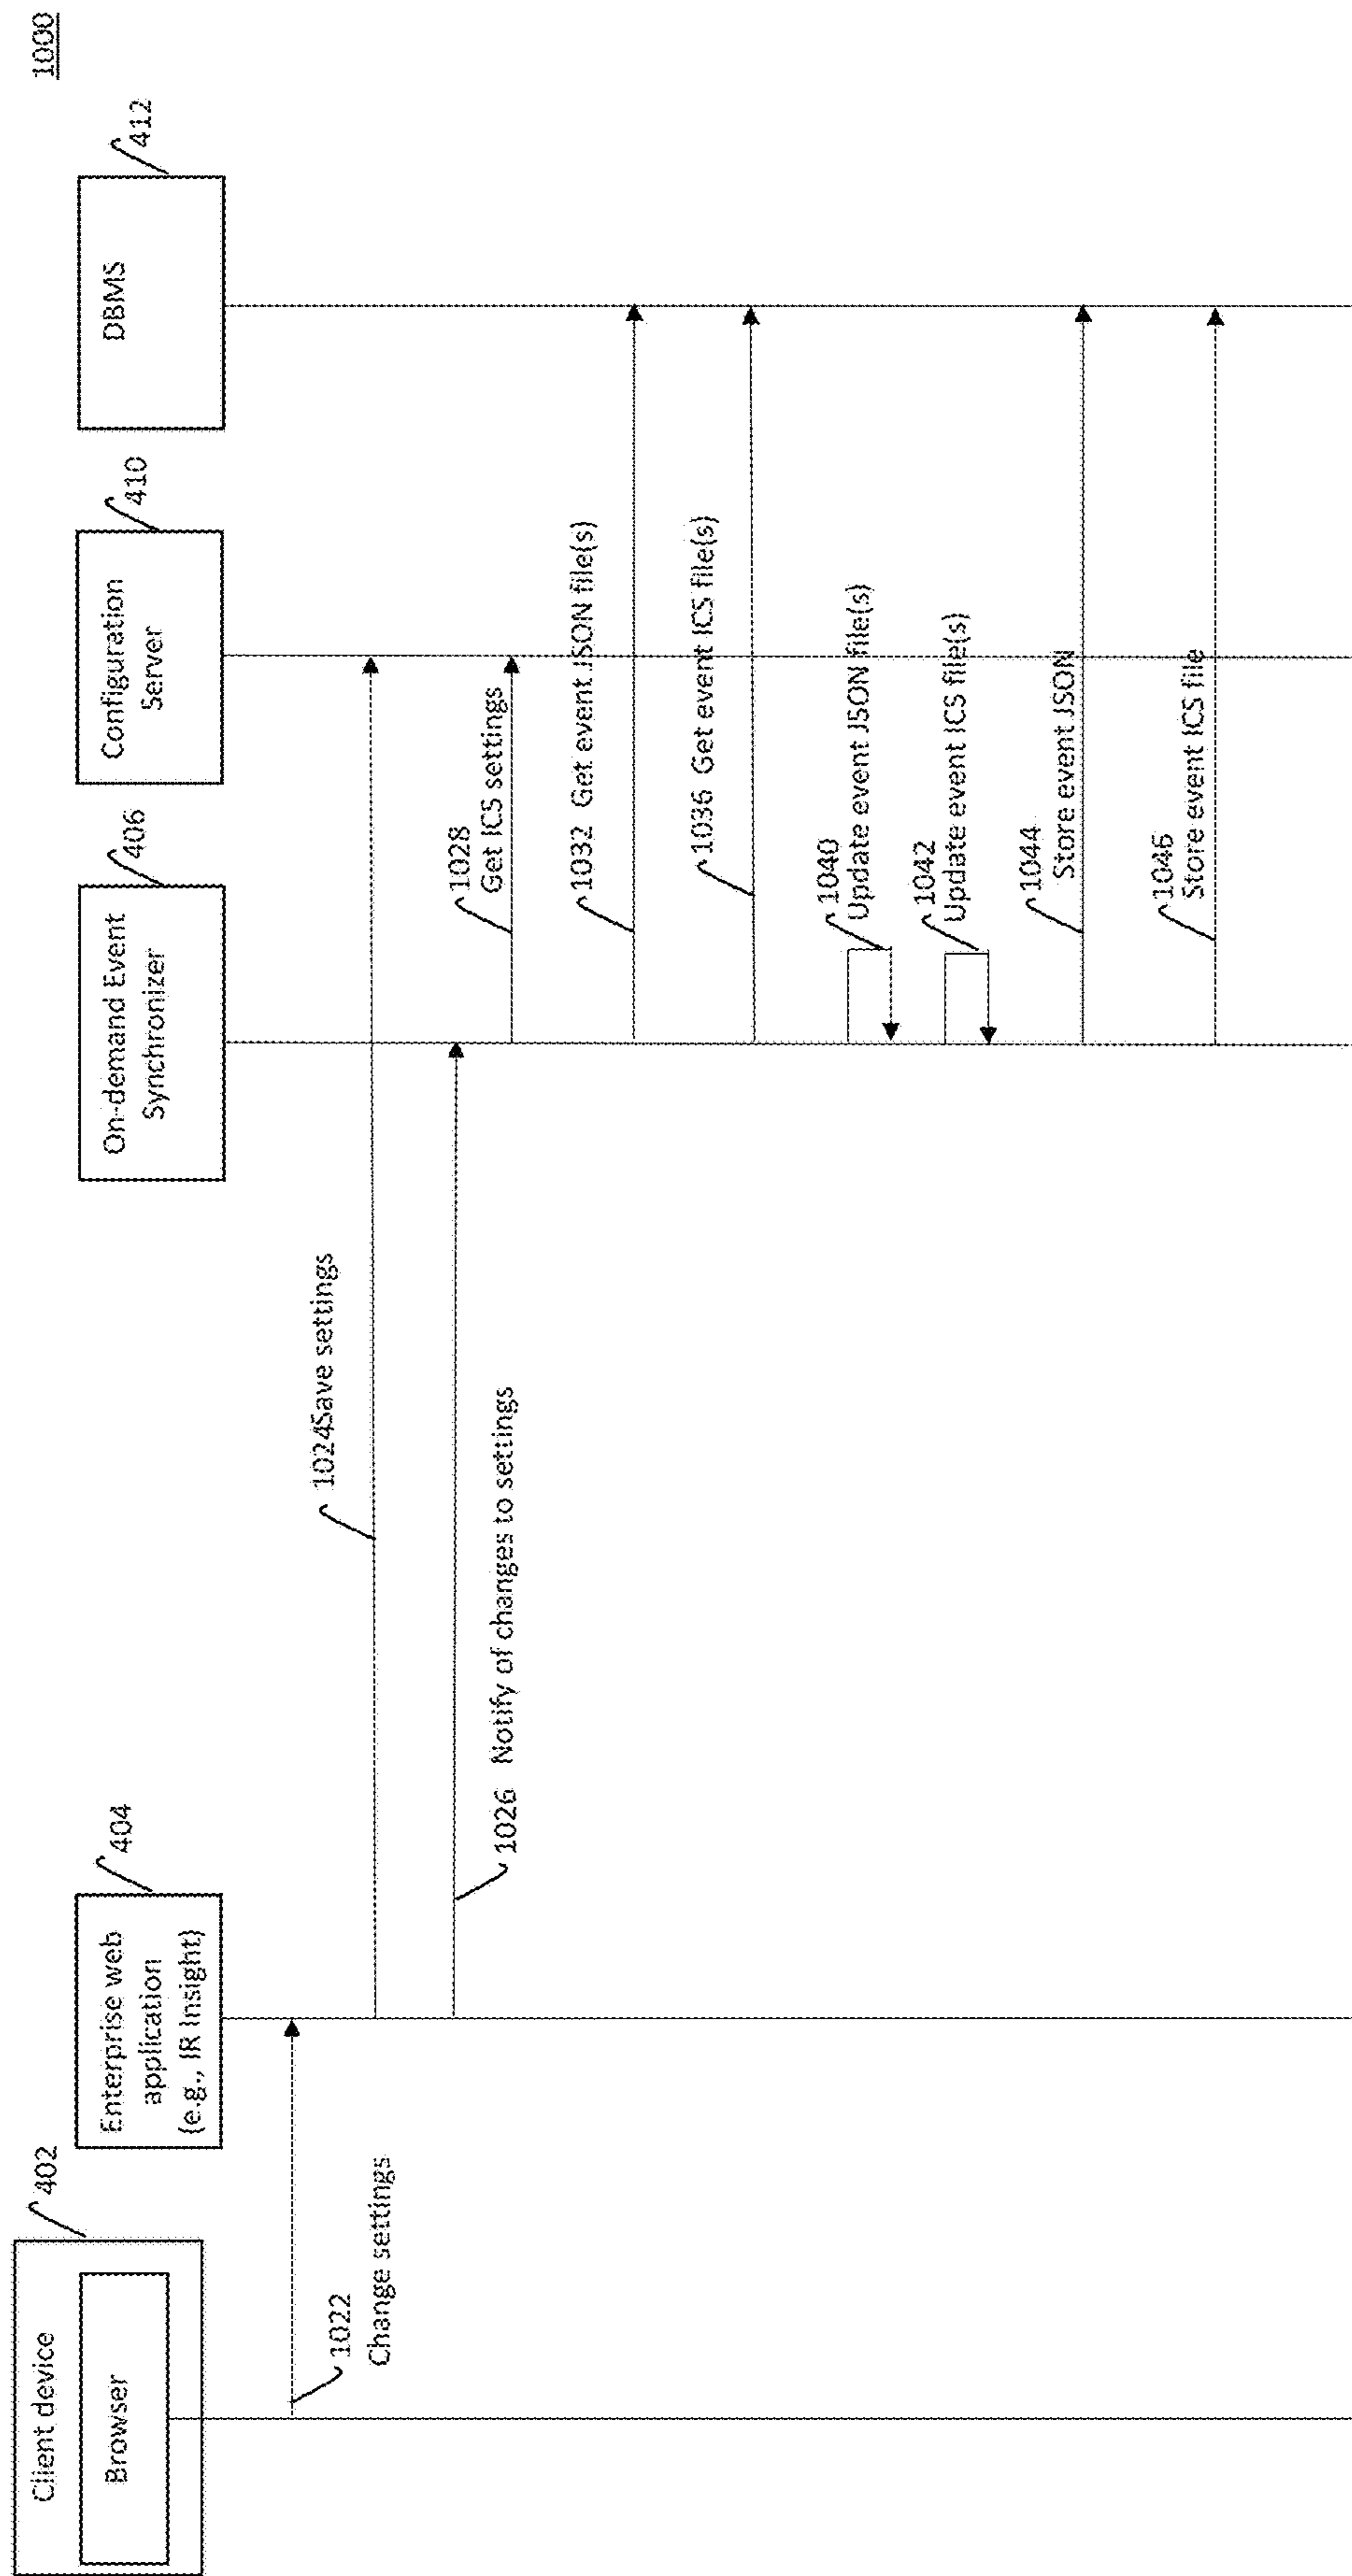 1000
Client device
Browser
402
Enterprise web
application
(e.g., IR Insight)
404
On-demand Event
Synchronizer
406
Configuration
Server
410
DBMS
412
1022
Change settings
1024Save settings
1026 Notify of changes to settings
1028
Get ICS settings
1032 Get event JSON file(s)
1036 Get event ICS file(s)
1040
Update event JSON file(s)
1042
Update event ICS file(s)
1044
Store event JSON
1046
Store event ICS file